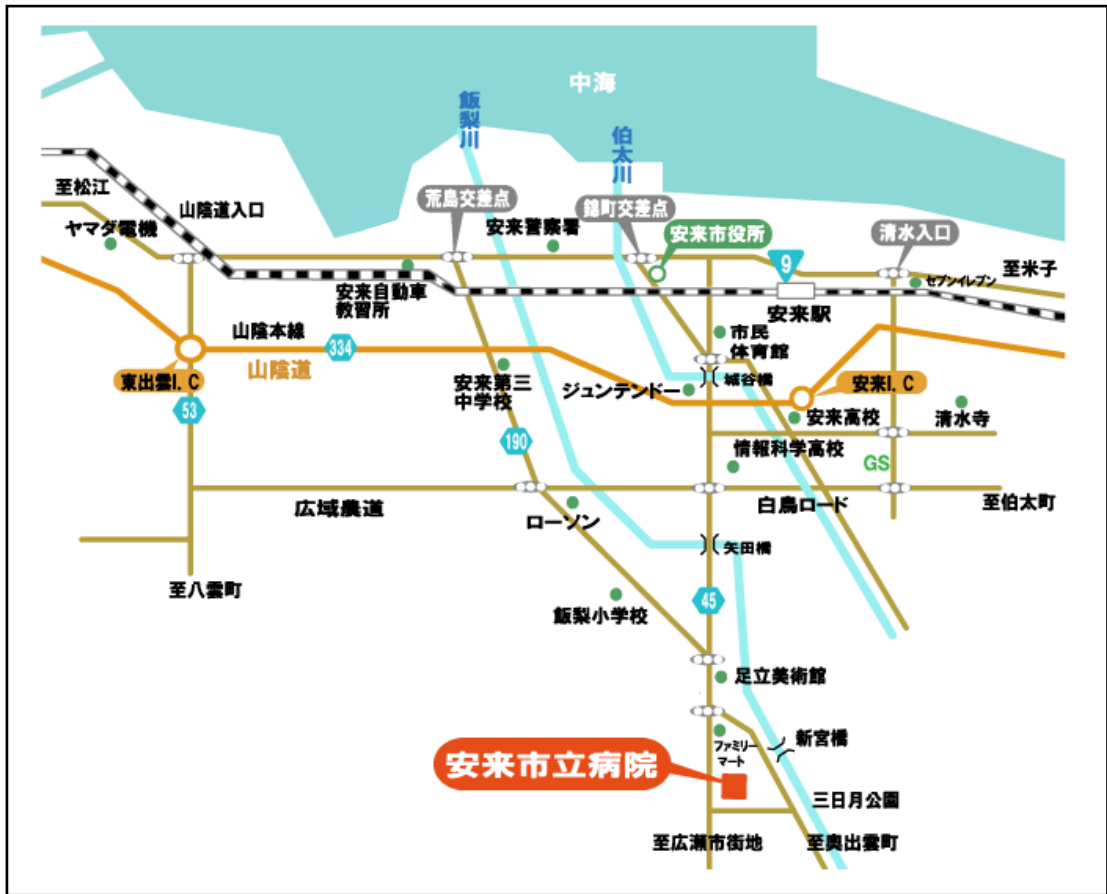 中海
飯梨川
伯太川
至松江
山陰道入口
荒島交差点
錦町交差点
安来警察署
安来市役所
清水入口
ヤマダ電機
9
至米子
セブンイレブン
安来自動車
教習所
安来駅
山陰本線
334
市民
体育館
山陰道
東出雲I.C
安来第三
中学校
ジュンテンドー
城谷橋
安来I.C
53
安来高校
清水寺
190
情報科学高校
GS
広域農道
ローソン
白鳥ロード
至伯太町
矢田橋
至八雲町
飯梨小学校
45
足立美術館
ファミリー
マート
新宮橋
安来市立病院
三日月公園
至広瀬市街地
至奥出雲町